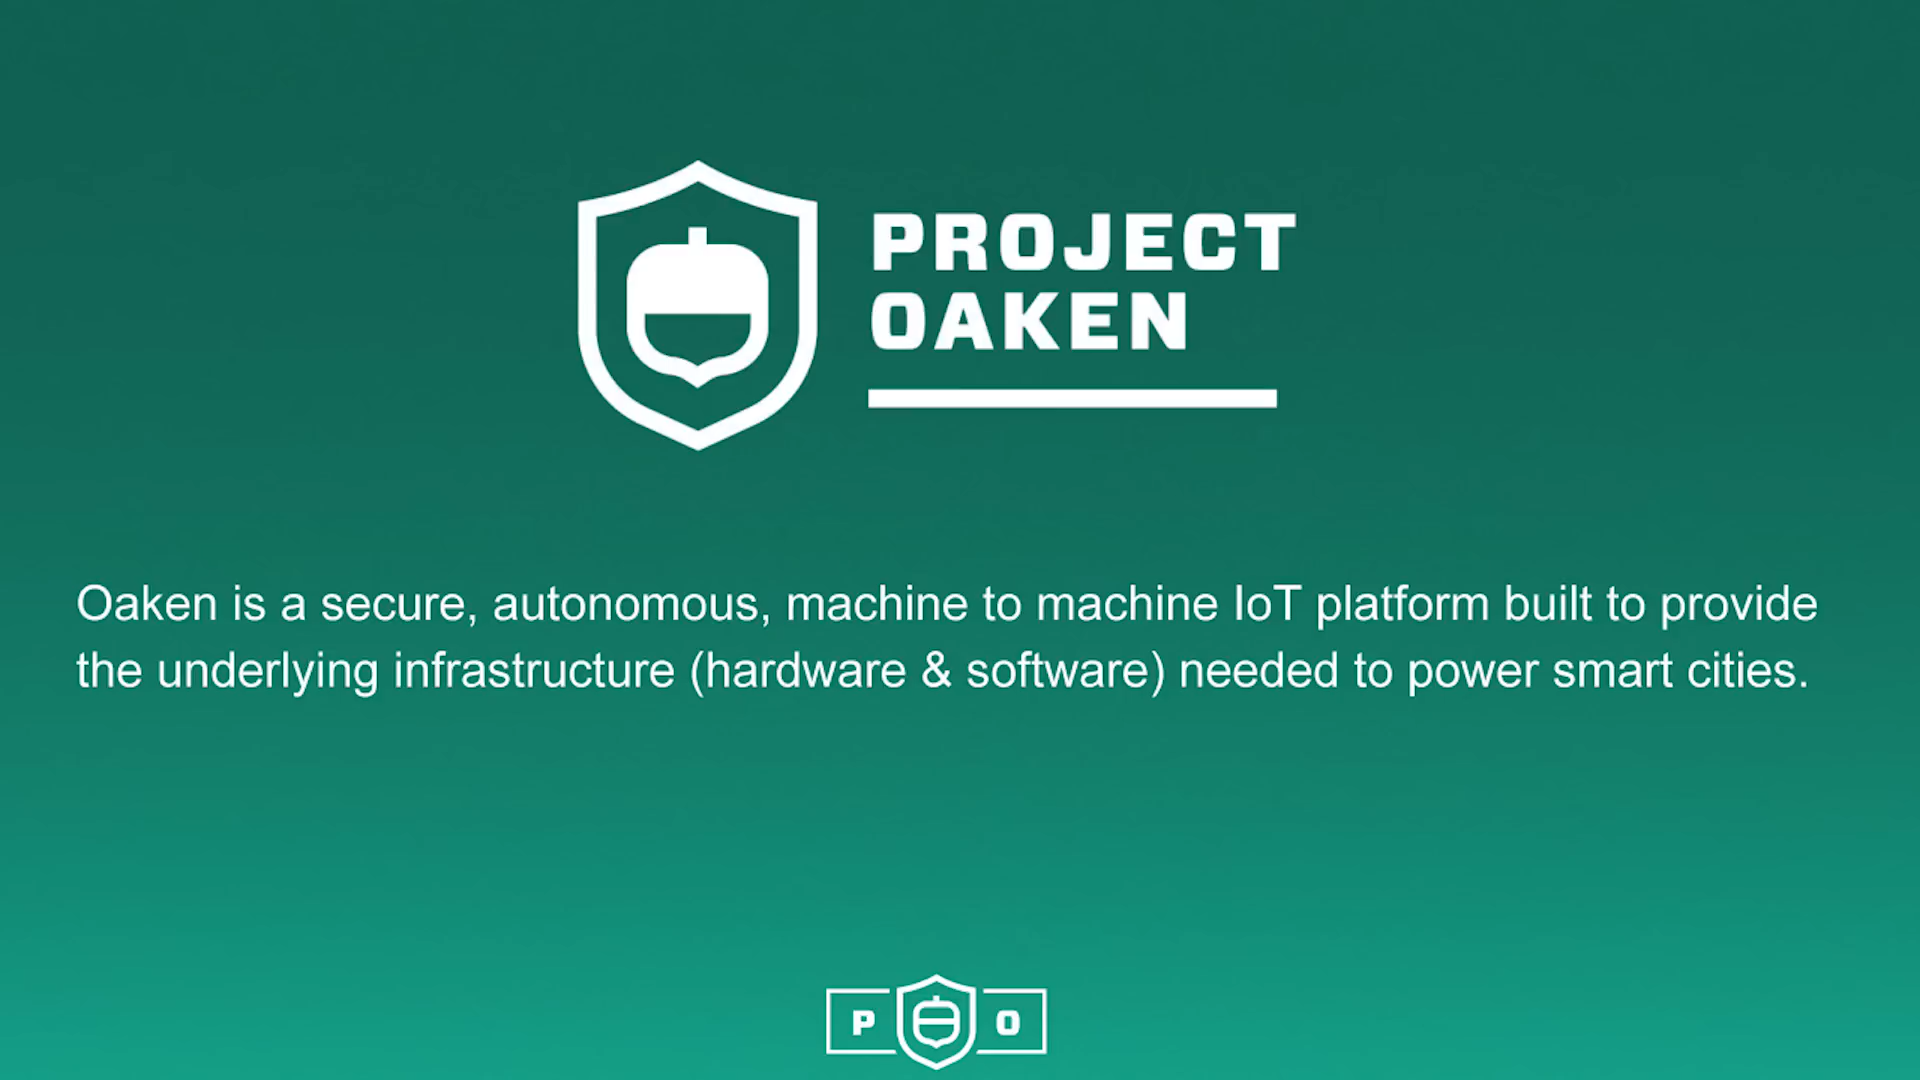 PROJECT
OAKEN
Oaken is a secure, autonomous, machine to machine IoT platform built to provide
the underlying infrastructure (hardware & software) needed to power smart cities.
P O